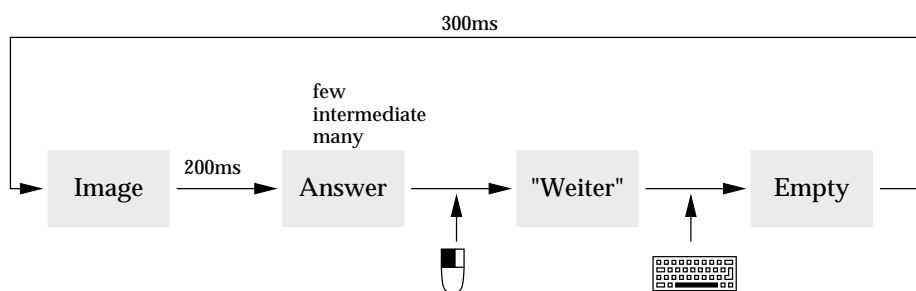 300ms
few
intermediate
many
Image
200ms
Answer
"Weiter"
Empty